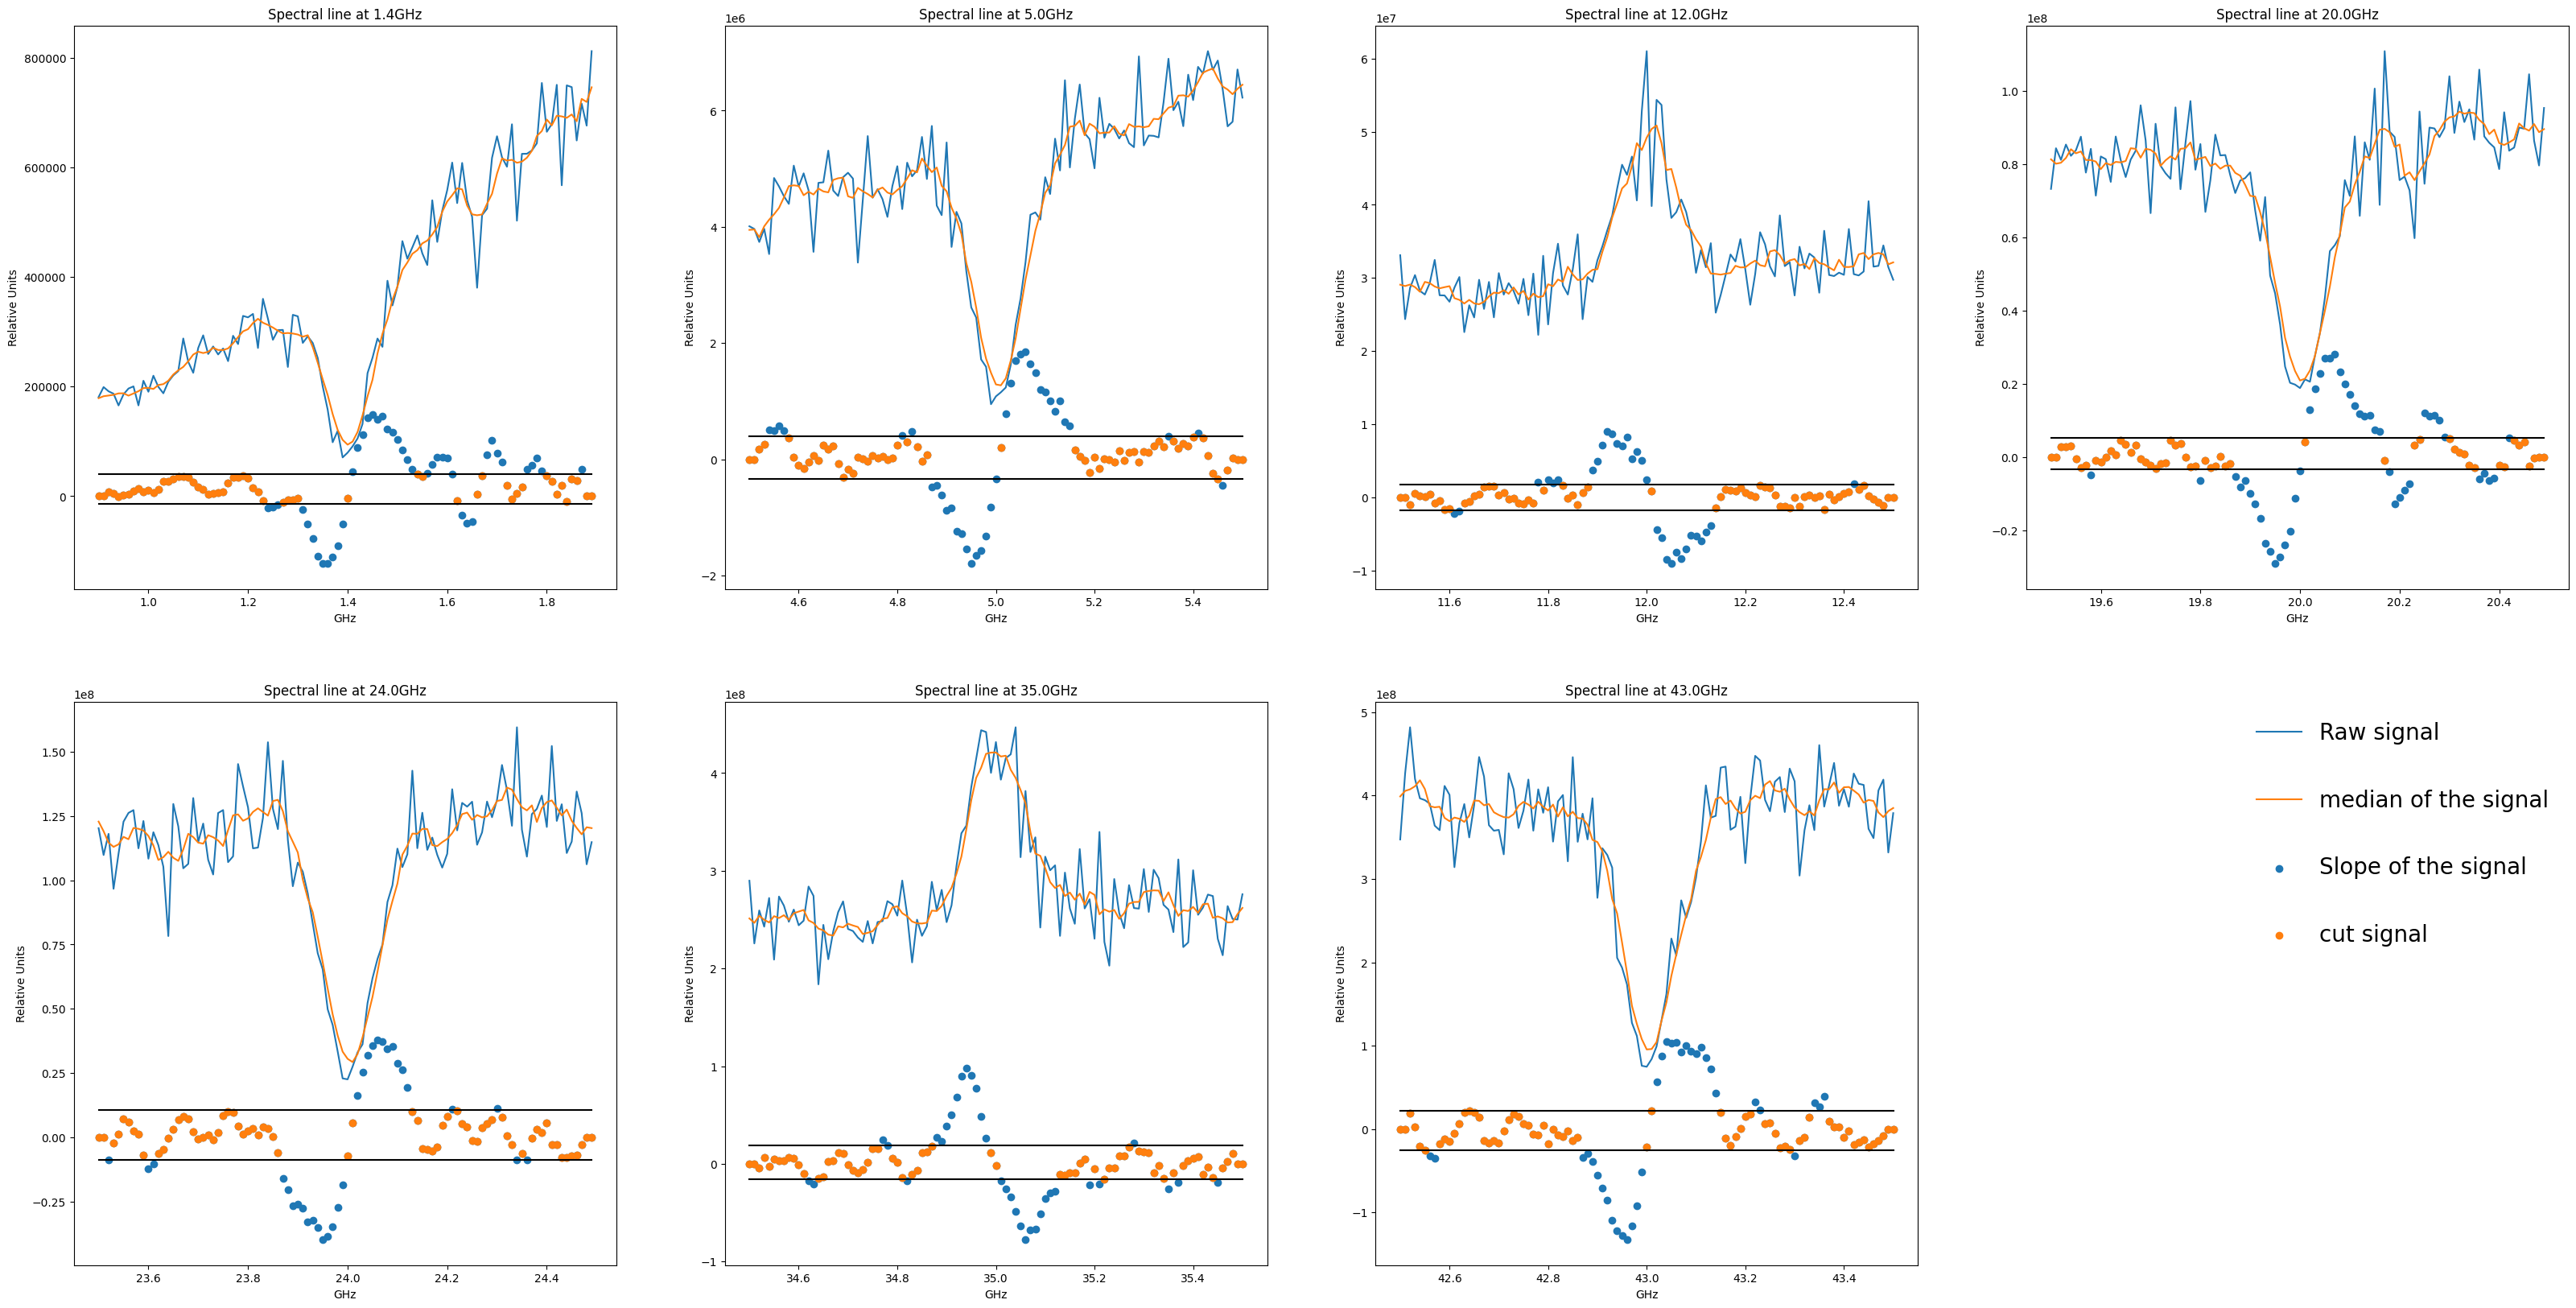 Spectral line at 1.4GHz
Relative Units
800000
600000
400000
200000
0
1.0 1.2 1.4 1.6 1.8
GHz
Spectral line at 5.0GHz
1e6
Relative Units
6
4
2
0
−2
4.6 4.8 5.0 5.2 5.4
GHz
Spectral line at 12.0GHz
1e7
Relative Units
6
5
4
3
2
1
0
−1
11.6 11.8 12.0 12.2 12.4
GHz
Spectral line at 20.0GHz
1e8
Relative Units
1.0
0.8
0.6
0.4
0.2
0.0
−0.2
19.6 19.8 20.0 20.2 20.4
GHz
Spectral line at 24.0GHz
1e8
Relative Units
1.50
1.25
1.00
0.75
0.50
0.25
0.00
−0.25
23.6 23.8 24.0 24.2 24.4
GHz
Spectral line at 35.0GHz
1e8
Relative Units
4
3
2
1
0
−1
34.6 34.8 35.0 35.2 35.4
GHz
Spectral line at 43.0GHz
1e8
Relative Units
5
4
3
2
1
0
−1
42.6 42.8 43.0 43.2 43.4
GHz
Raw signal
median of the signal
Slope of the signal
cut signal